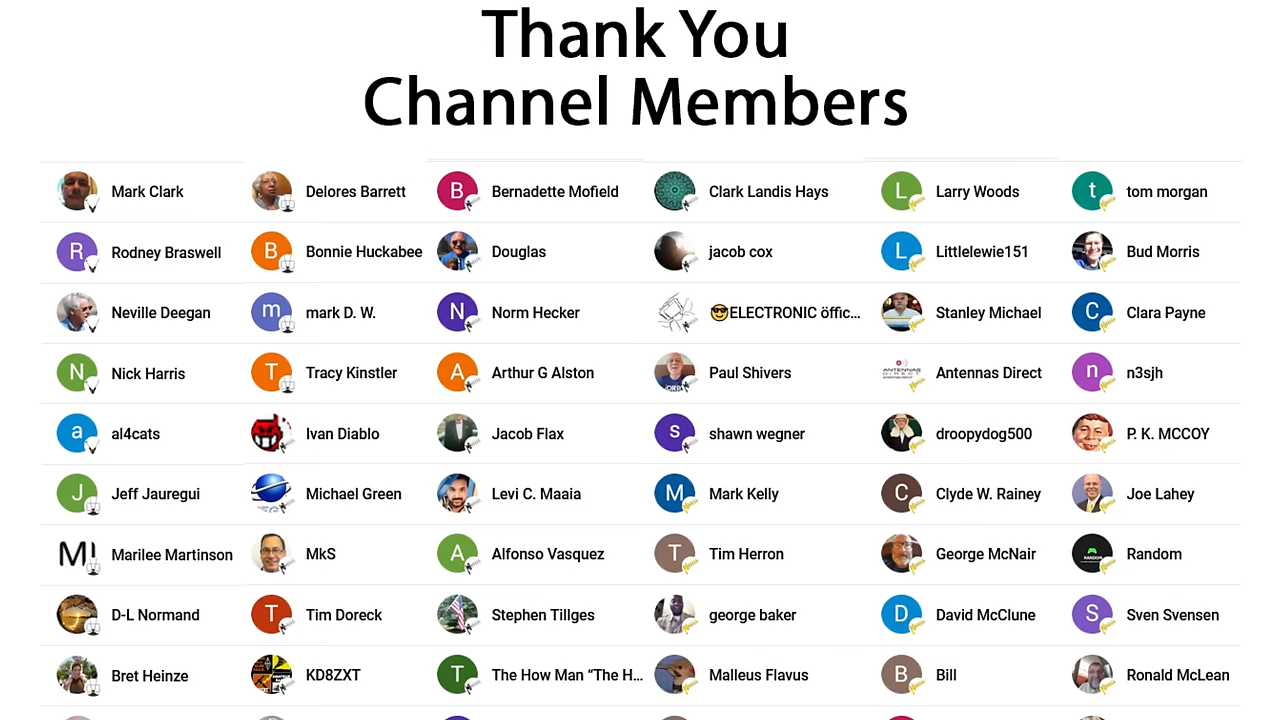 Thank You
Channel Members
Mark Clark Delores Barrett B Bernadette Mofield Clark Landis Hays L Larry Woods t tom morgan
R Rodney Braswell B Bonnie Huckabee Douglas jacob cox L Littlelewie151 Bud Morris
Neville Deegan m mark D. W. N Norm Hecker 😎ELECTRONIC öffic... Stanley Michael C Clara Payne
N Nick Harris T Tracy Kinstler A Arthur G Alston Paul Shivers ANTENNAS DIRECT Antennas Direct n n3sjh
a al4cats Ivan Diablo Jacob Flax s shawn wegner droopydog500 P. K. MCCOY
J Jeff Jauregui Michael Green Levi C. Maaia M Mark Kelly C Clyde W. Rainey Joe Lahey
Marilee Martinson MkS A Alfonso Vasquez T Tim Herron George McNair RANDOM Random
D-L Normand T Tim Doreck Stephen Tillges george baker D David McClune S Sven Svensen
Bret Heinze KD8ZXT T The How Man “The H... Malleus Flavus B Bill Ronald McLean